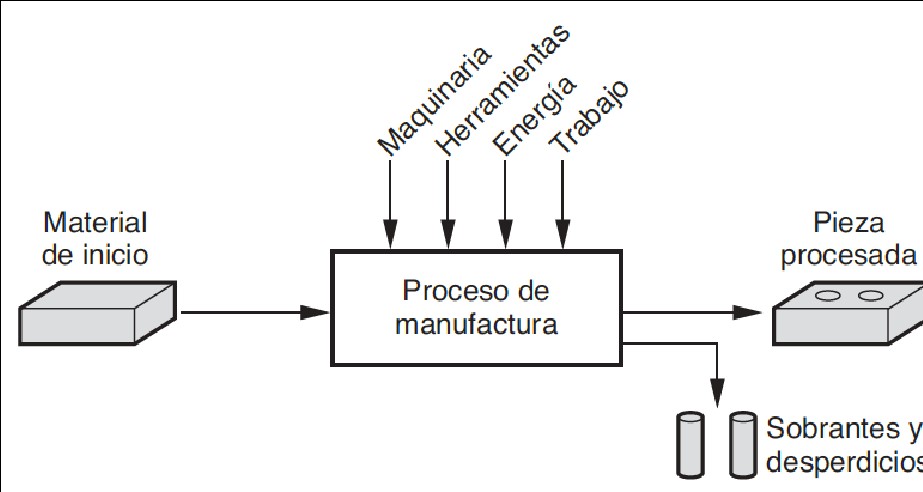 Maquinaria
Herramientas
Energía
Trabajo
Material
de inicio
Proceso de
manufactura
Pieza
procesada
Sobrantes y
desperdicios